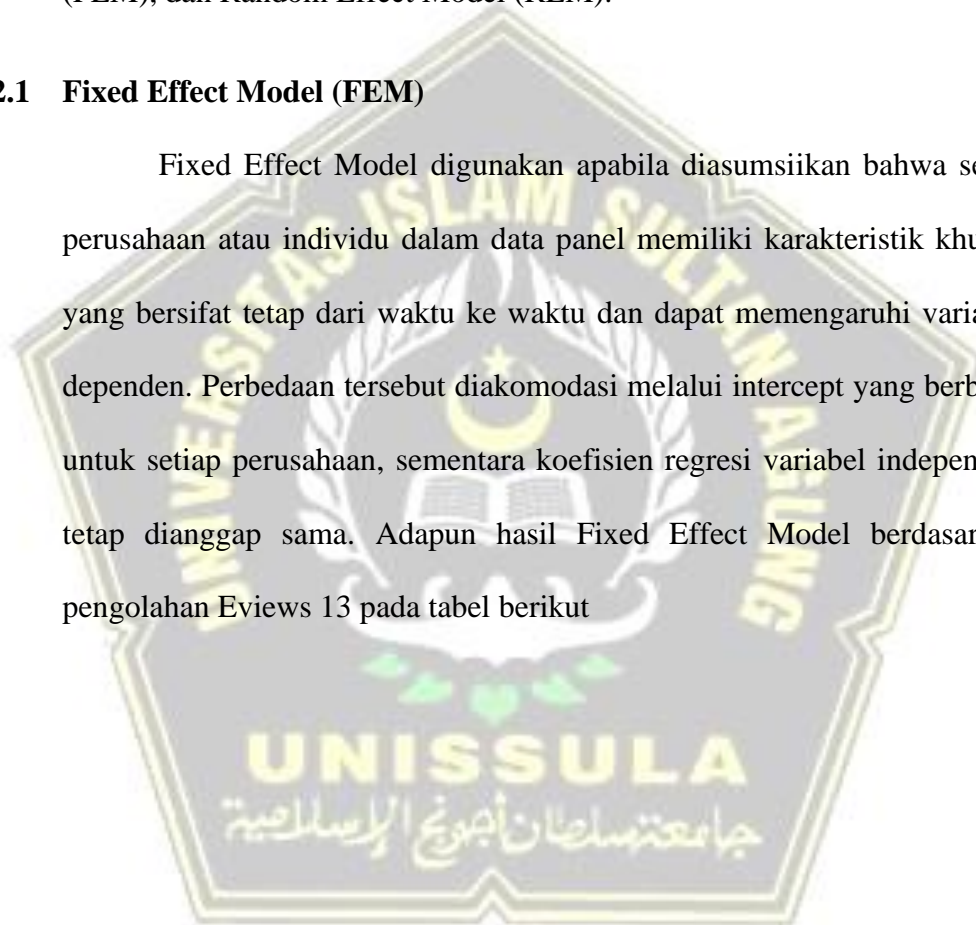 (FEM), dan Random Effect Model (REM).
2.1 Fixed Effect Model (FEM)
Fixed Effect Model digunakan apabila diasumsiikan bahwa se
perusahaan atau individu dalam data panel memiliki karakteristik khu
yang bersifat tetap dari waktu ke waktu dan dapat memengaruhi varia
dependen. Perbedaan tersebut diakomodasi melalui intercept yang berb
untuk setiap perusahaan, sementara koefisien regresi variabel indepen
tetap dianggap sama. Adapun hasil Fixed Effect Model berdasar
pengolahan Eviews 13 pada tabel berikut
UNIVERSITAS ISLAM SULTAN AGUNG
UNISSULA
جامعة سلطان أجونج الإسلامية